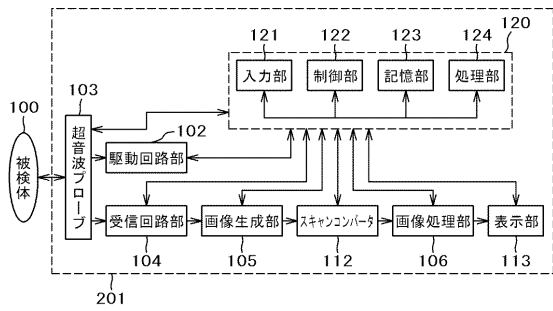 121
122
123
124
120
入力部
制御部
記憶部
処理部
100
103
102
被検体
超音波プローブ
駆動回路部
受信回路部
画像生成部
スキャンコンバータ
画像処理部
表示部
104
105
112
106
113
201